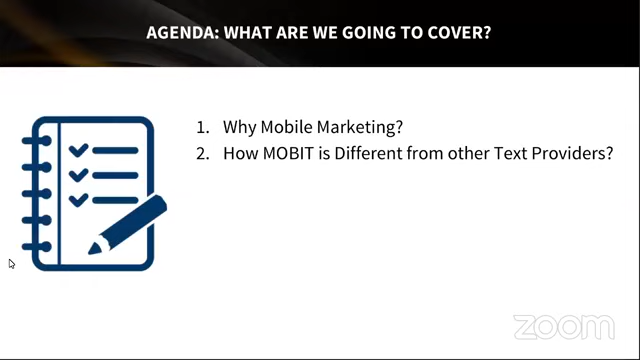 AGENDA: WHAT ARE WE GOING TO COVER?
1. Why Mobile Marketing?
2. How MOBIT is Different from other Text Providers?
zoom